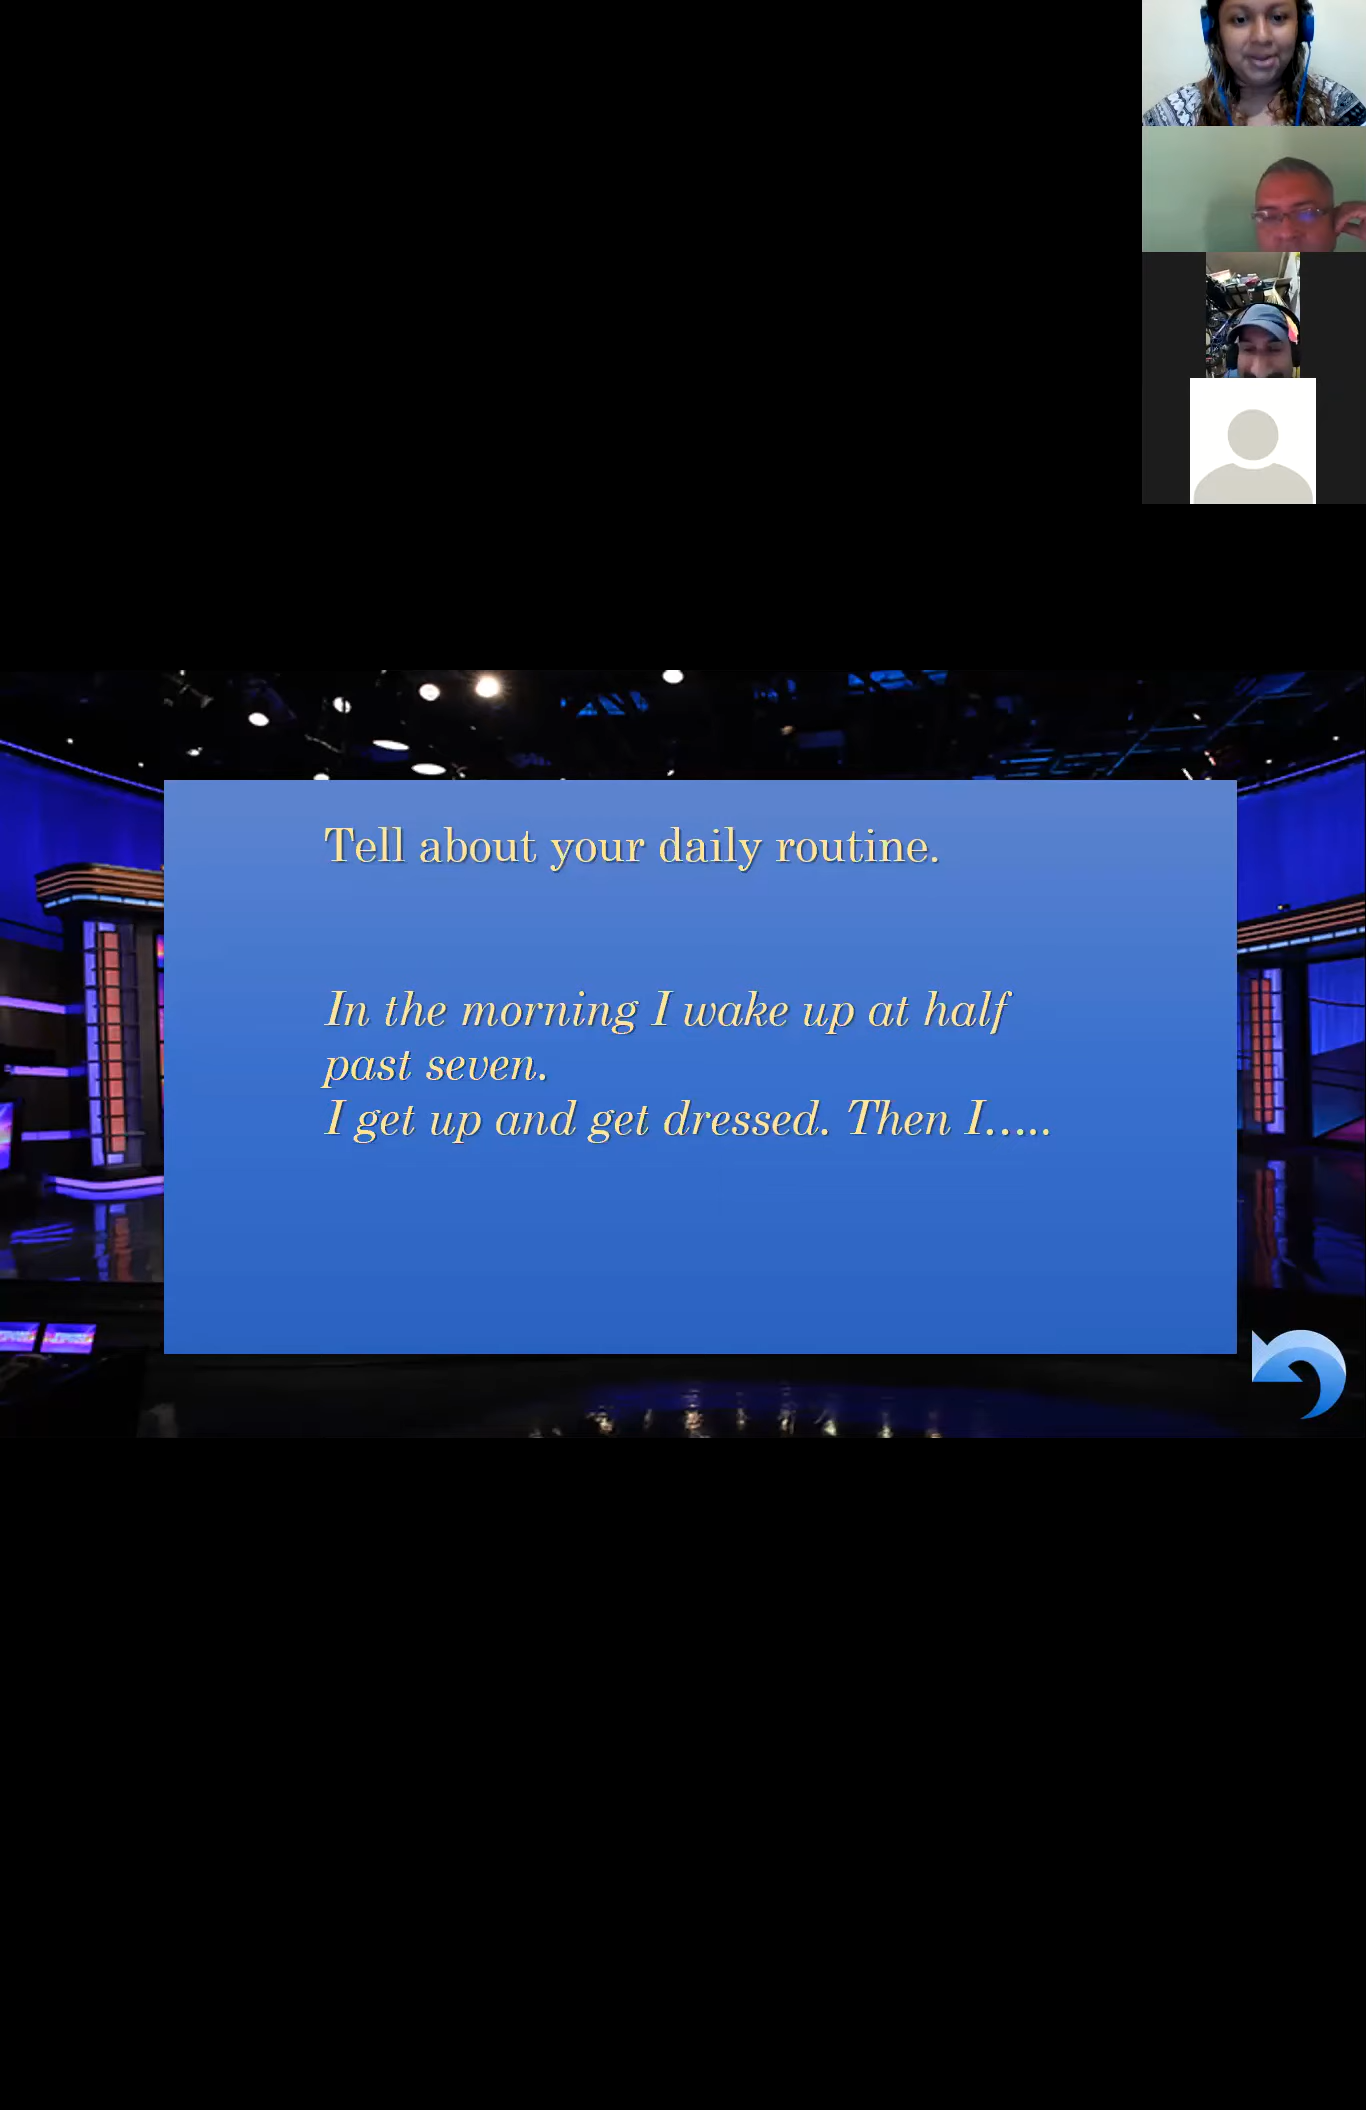 Tell about your daily routine.
In the morning I wake up at half
past seven.
I get up and get dressed. Then I.....